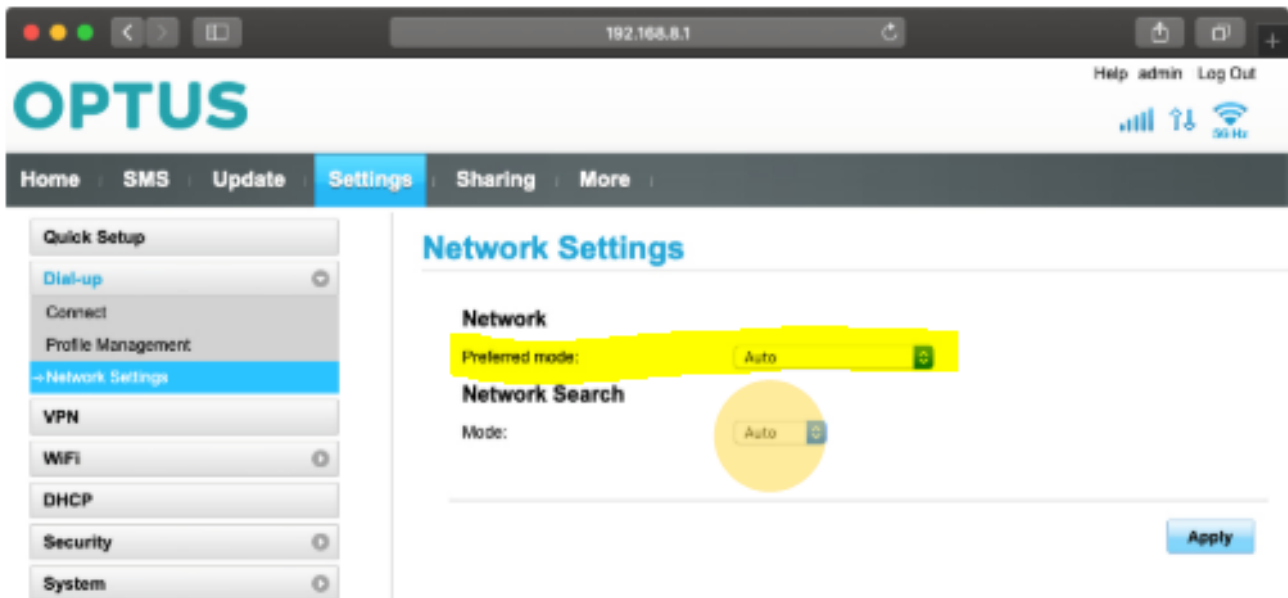 192.168.8.1
Help admin Log Out
OPTUS
5G Hz
Home SMS Update Settings Sharing More
Quick Setup
Dial-up
Connect
Profile Management
→Network Settings
VPN
WiFi
DHCP
Security
System
Network Settings
Network
Preferred mode: Auto
Network Search
Mode: Auto
Apply